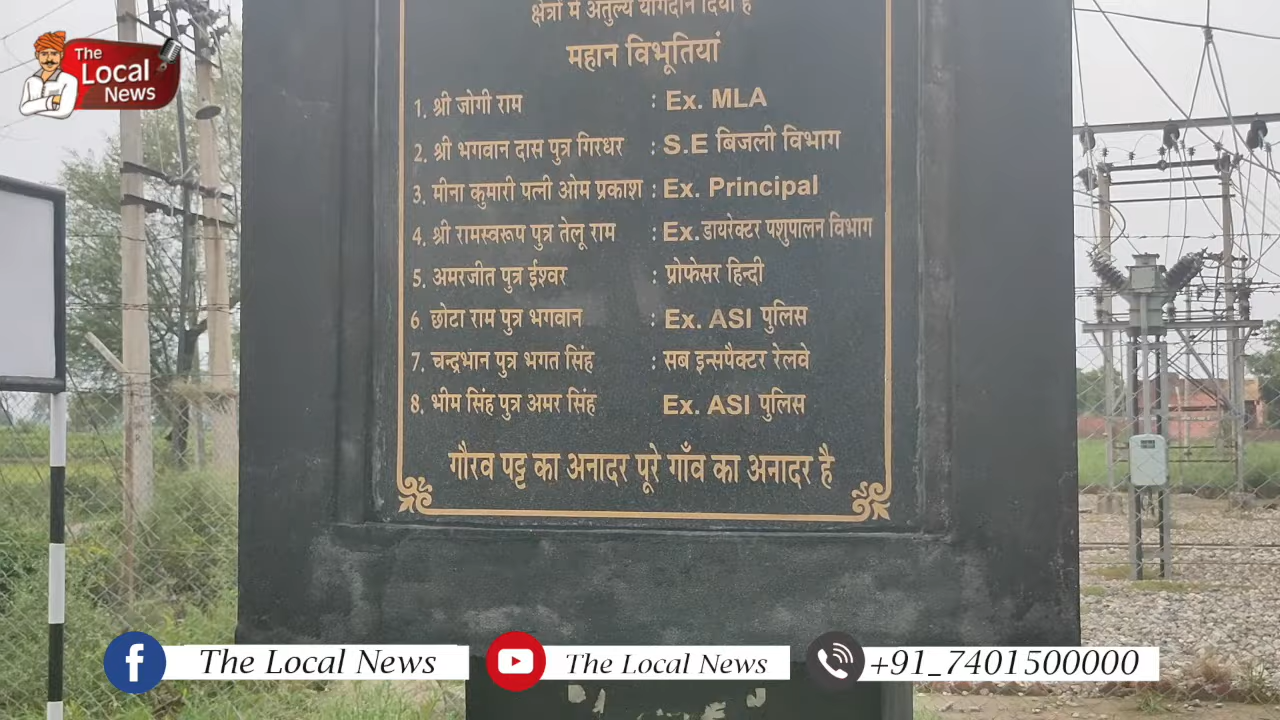 The
Local
News
क्षेत्रों में अतुल्य योगदान दिया है
महान विभूतियां
1. श्री जोगी राम : Ex. MLA
2. श्री भगवान दास पुत्र गिरधर : S.E बिजली विभाग
3. मीना कुमारी पत्नी ओम प्रकाश : Ex. Principal
4. श्री रामस्वरूप पुत्र तेलू राम : Ex. डायरेक्टर पशुपालन विभाग
5. अमरजीत पुत्र ईश्वर : प्रोफेसर हिन्दी
6. छोटा राम पुत्र भगवान : Ex. ASI पुलिस
7. चन्द्रभान पुत्र भगत सिंह : सब इन्सपैक्टर रेलवे
8. भीम सिंह पुत्र अमर सिंह Ex. ASI पुलिस
गौरव पट्ट का अनादर पूरे गाँव का अनादर है
The Local News The Local News +91_7401500000